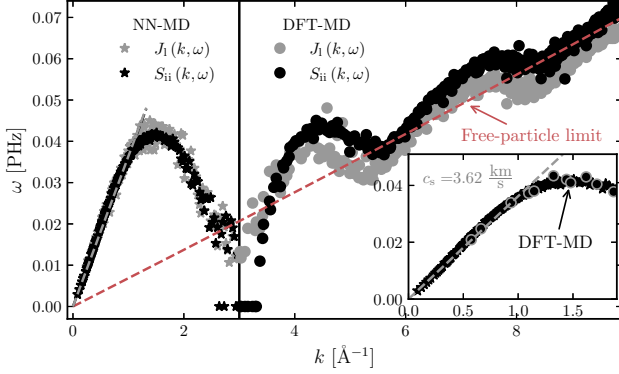 NN-MD
J_l(k, ω)
S_ii(k, ω)
DFT-MD
J_l(k, ω)
S_ii(k, ω)
Free-particle limit
ω [PHz]
0.07
0.06
0.05
0.04
0.03
0.02
0.01
0.00
0 2 4 6 8
k [Å⁻¹]
c_s =3.62 km/s
DFT-MD
0.04
0.02
0.00
0.0 0.5 1.0 1.5